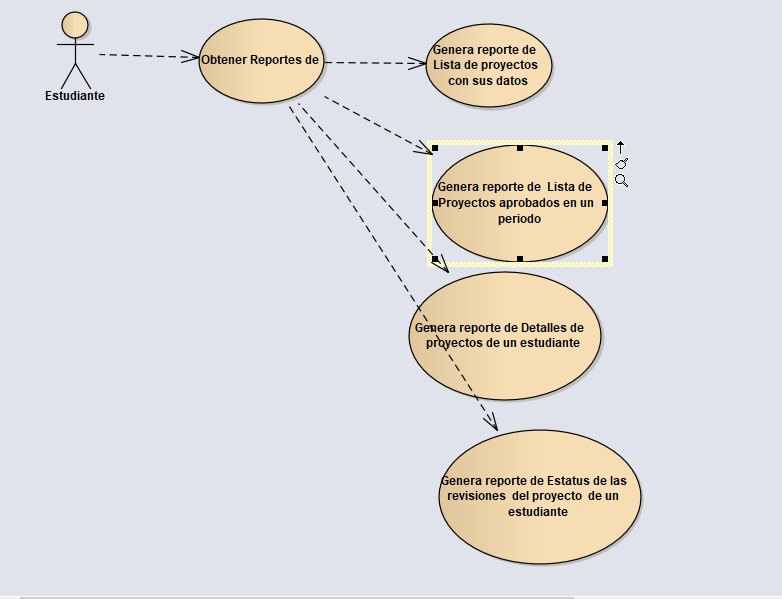 Estudiante
Obtener Reportes de
Genera reporte de
Lista de proyectos
con sus datos
Genera reporte de Lista de
Proyectos aprobados en un
periodo
Genera reporte de Detalles de
proyectos de un estudiante
Genera reporte de Estatus de las
revisiones del proyecto de un
estudiante